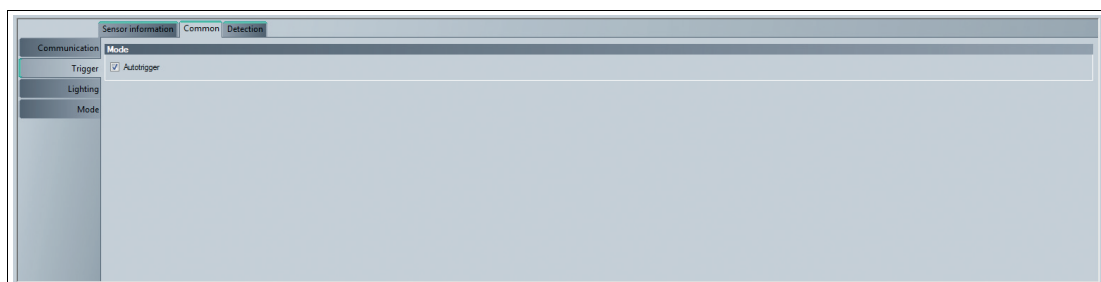 Sensor information Common Detection
Communication
Trigger
Lighting
Mode
Mode
Autotrigger